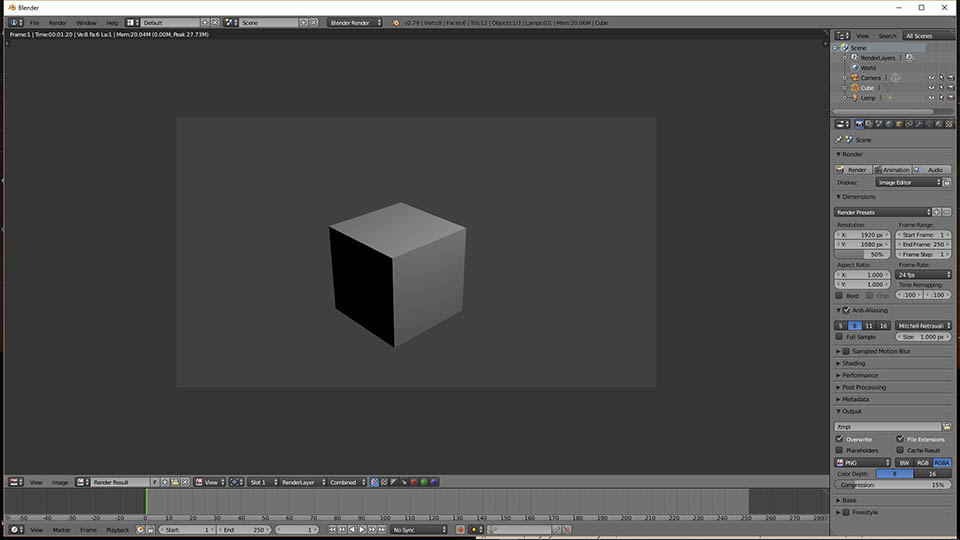 Blender
File Render Window Help Default Scene Blender Render v2.79 | Verts:8 | Faces:6 | Tris:12 | Objects:1/3 | Lamps:0/1 | Mem:20.06M | Cube
Frame:1 | Time:00:01.20 | Ve:8 Fa:6 La:1 | Mem:20.04M (0.00M, Peak 27.73M)
View Search All Scenes
Scene
RenderLayers
World
Camera
Cube
Lamp
Scene
Render
Render Animation Audio
Display: Image Editor
Dimensions
Render Presets
Resolution: Frame Range:
X: 1920 px Start Frame: 1
Y: 1080 px End Frame: 250
50% Frame Step: 1
Aspect Ratio: Frame Rate:
X: 1.000 24 fps
Y: 1.000 Time Remapping:
Bord Crop :100 :100
Anti-Aliasing
5 8 11 16 Mitchell-Netravali
Full Sample Size: 1.000 px
Sampled Motion Blur
Shading
Performance
Post Processing
Metadata
Output
/tmp\
Overwrite File Extensions
Placeholders Cache Result
PNG BW RGB RGBA
Color Depth: 8 16
Compression: 15%
Bake
Freestyle
View Image Render Result F View Slot 1 RenderLayer Combined
-50 -40 -30 -20 -10 0 10 20 30 40 50 60 70 80 90 100 110 120 130 140 150 160 170 180 190 200 210 220 230 240 250 260 270 280
View Marker Frame Playback Start: 1 End: 250 1 No Sync